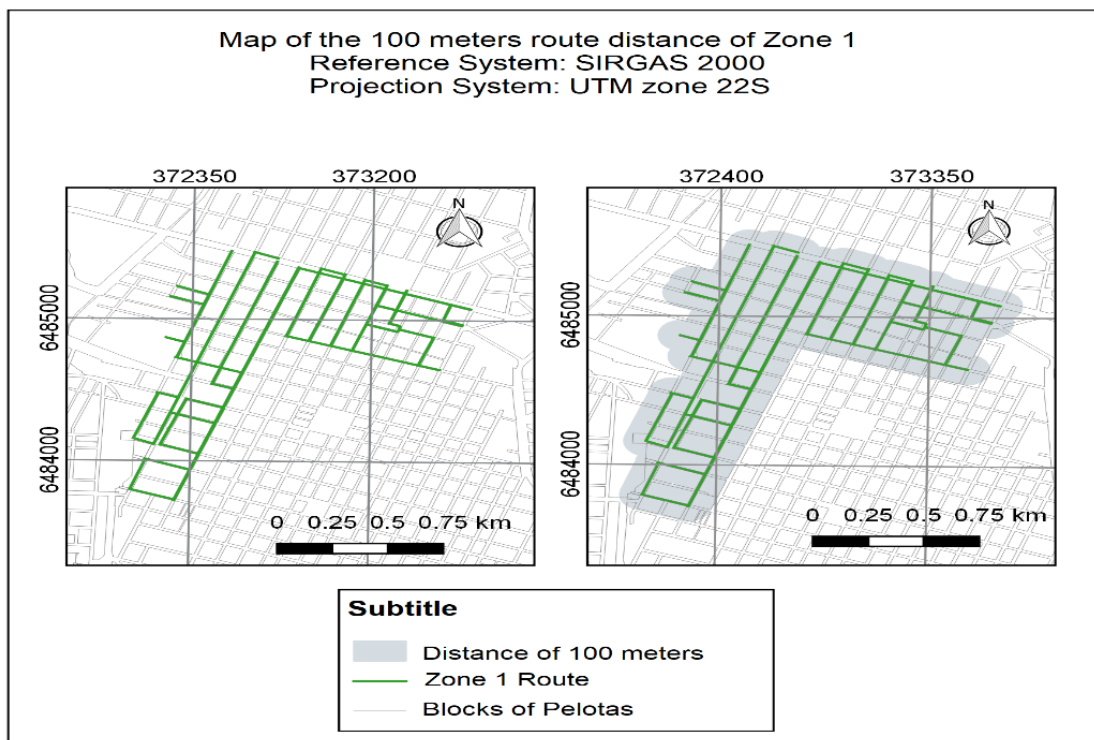 Map of the 100 meters route distance of Zone 1
Reference System: SIRGAS 2000
Projection System: UTM zone 22S
372350 373200
N
6485000
6484000
0 0.25 0.5 0.75 km
372400 373350
N
6485000
6484000
0 0.25 0.5 0.75 km
Subtitle
Distance of 100 meters
Zone 1 Route
Blocks of Pelotas